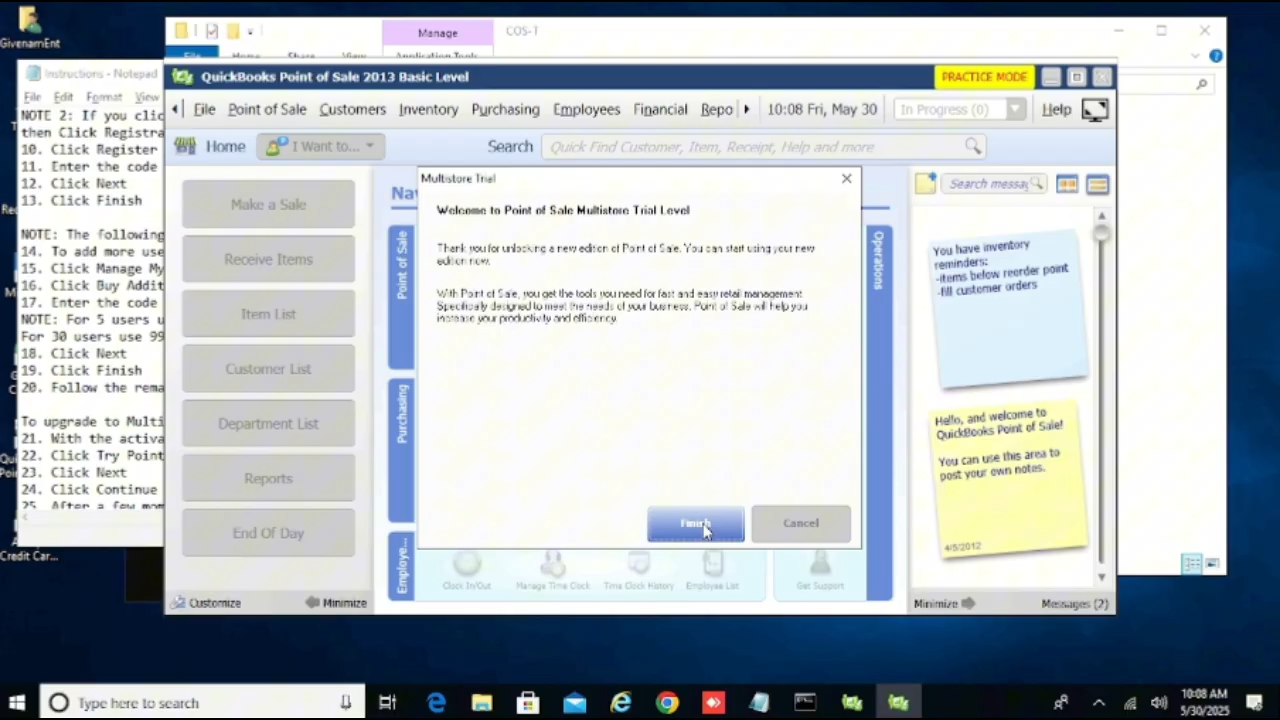 GivenamEnt
Manage
COS-T
File
Home
Share
View
Application Tools
Instructions - Notepad
File Edit Format View
NOTE 2: If you clic
then Click Registra
10. Click Register
11. Enter the code
12. Click Next
13. Click Finish
NOTE: The following
14. To add more use
15. Click Manage My
16. Click Buy Addit
17. Enter the code
NOTE: For 5 users u
For 30 users use 99
18. Click Next
19. Click Finish
20. Follow the rema
To upgrade to Multi
21. With the activa
22. Click Try Point
23. Click Next
24. Click Continue
25. After a few mom
Credit Car...
QuickBooks Point of Sale 2013 Basic Level
PRACTICE MODE
File Point of Sale Customers Inventory Purchasing Employees Financial Repo 10:08 Fri, May 30 In Progress (0) Help
Home I Want to... Search Quick Find Customer, Item, Receipt, Help and more
Make a Sale
Receive Items
Item List
Customer List
Department List
Reports
End Of Day
Customize Minimize
Nav
Point of Sale
Purchasing
Employe...
Operations
Multistore Trial
Welcome to Point of Sale Multistore Trial Level
Thank you for unlocking a new edition of Point of Sale. You can start using your new
edition now.
With Point of Sale, you get the tools you need for fast and easy retail management.
Specifically designed to meet the needs of your business, Point of Sale will help you
increase your productivity and efficiency.
Finish Cancel
Clock In/Out Manage Time Clock Time Clock History Employee List Get Support
Search messag
You have inventory
reminders:
-items below reorder point
-fill customer orders
Hello, and welcome to
QuickBooks Point of Sale!
You can use this area to
post your own notes.
4/5/2012
Minimize Messages (2)
Type here to search
10:08 AM
5/30/2025